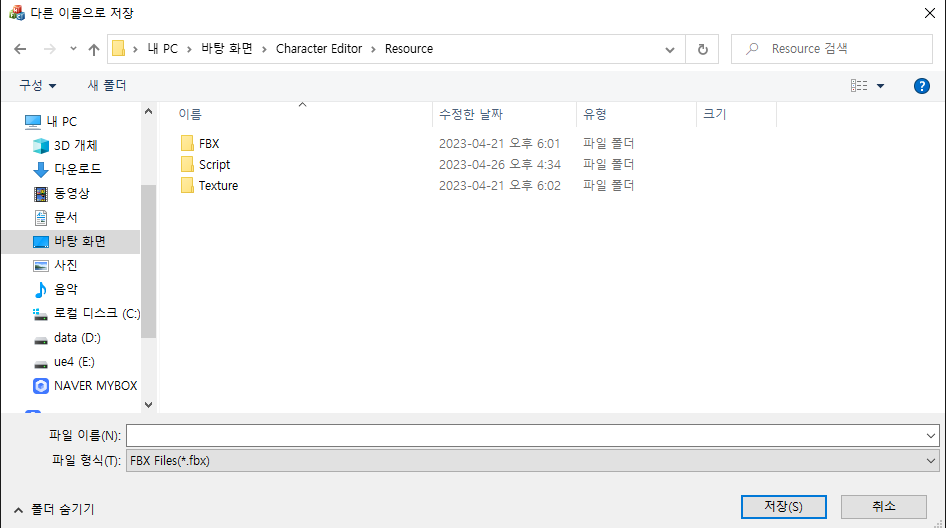 다른 이름으로 저장
내 PC > 바탕 화면 > Character Editor > Resource
Resource 검색
구성 새 폴더
이름 수정한 날짜 유형 크기
내 PC
3D 개체
다운로드
동영상
문서
바탕 화면
사진
음악
로컬 디스크 (C:)
data (D:)
ue4 (E:)
NAVER MYBOX
FBX 2023-04-21 오후 6:01 파일 폴더
Script 2023-04-26 오후 4:34 파일 폴더
Texture 2023-04-21 오후 6:02 파일 폴더
파일 이름(N):
파일 형식(T): FBX Files(*.fbx)
폴더 숨기기
저장(S) 취소